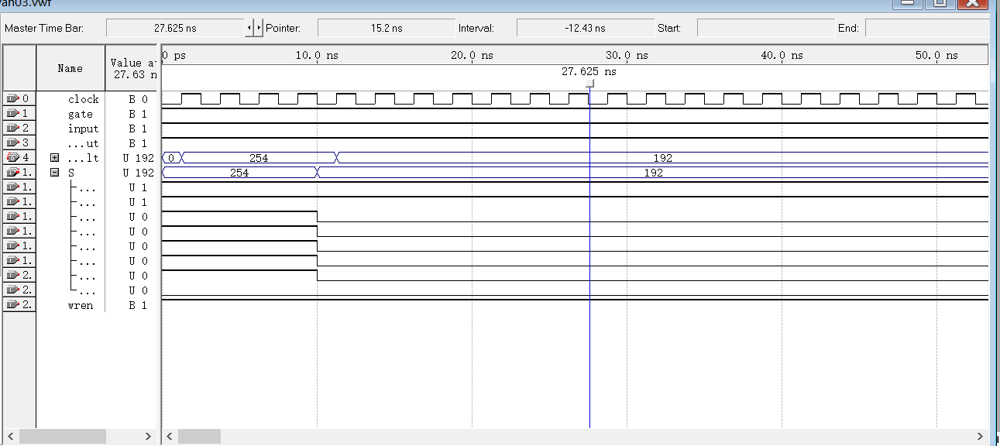 van03.vwf
Master Time Bar: 27.625 ns Pointer: 15.2 ns Interval: -12.43 ns Start: End:
Name Value at 27.63 n
0 ps 10.0 ns 20.0 ns 30.0 ns 40.0 ns 50.0 ns
27.625 ns
0 clock B 0
1 gate B 1
2 input B 1
3 ...ut B 1
4 ...lt U 192 0 254 192
1. S U 192 254 192
1. ... U 1
1. ... U 1
1. ... U 0
1. ... U 0
1. ... U 0
1. ... U 0
2. ... U 0
2. ... U 0
2. wren B 1